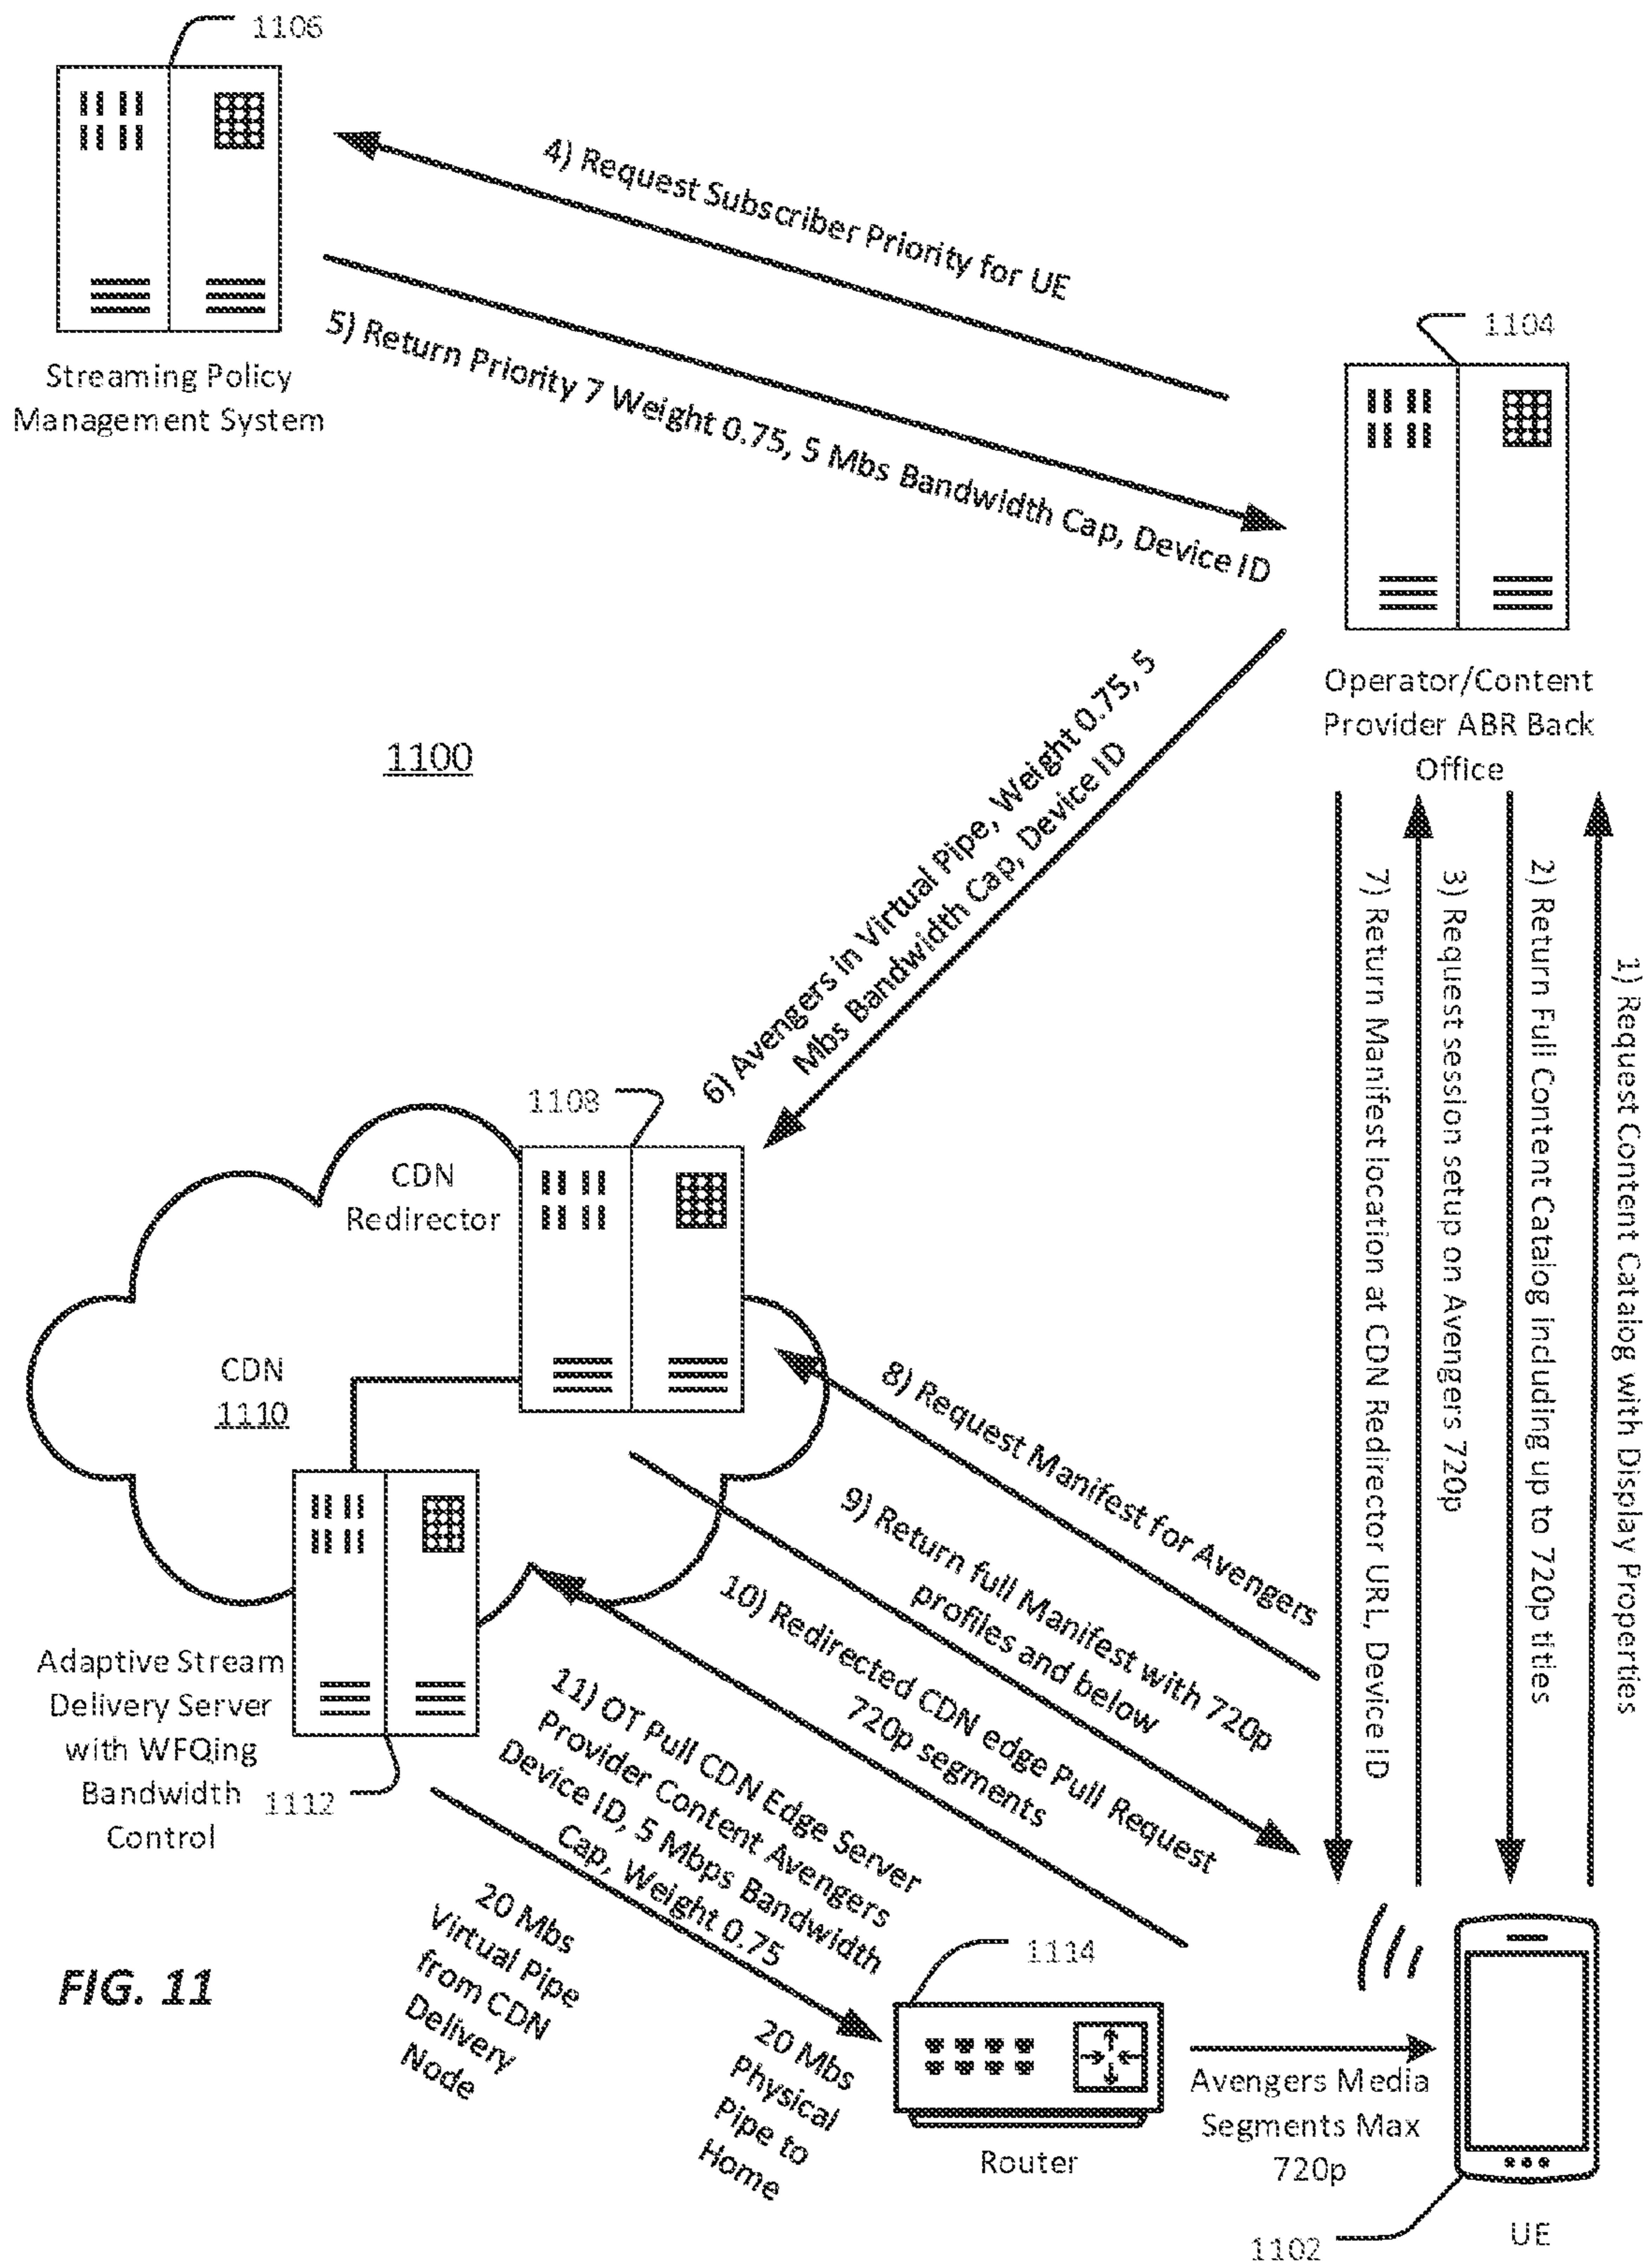 1106
4) Request Subscriber Priority for UE
5) Return Priority 7 Weight 0.75, 5 Mbs Bandwidth Cap, Device ID
Streaming Policy
Management System
1104
Operator/Content
Provider ABR Back
Office
1100
6) Avengers in Virtual Pipe, Weight 0.75, 5
Mbs Bandwidth Cap, Device ID
7) Return Manifest location at CDN Redirector URL, Device ID
3) Request session setup on Avengers 720p
2) Return Full Content Catalog including up to 720p tities
1) Request Content Catalog with Display Properties
1108
CDN
Redirector
CDN
1110
8) Request Manifest for Avengers
9) Return full Manifest with 720p
profiles and below
10) Redirected CDN edge Pull Request
720p segments
11) OT Pull CDN Edge Server
Provider Content Avengers
Device ID, 5 Mbps Bandwidth
Cap, Weight 0.75
Adaptive Stream
Delivery Server
with WFQing
Bandwidth
Control
1112
20 Mbs
Virtual Pipe
from CDN
Delivery
Node
FIG. 11
20 Mbs
Physical
Pipe to
Home
1114
Router
Avengers Media
Segments Max
720p
1102
UE